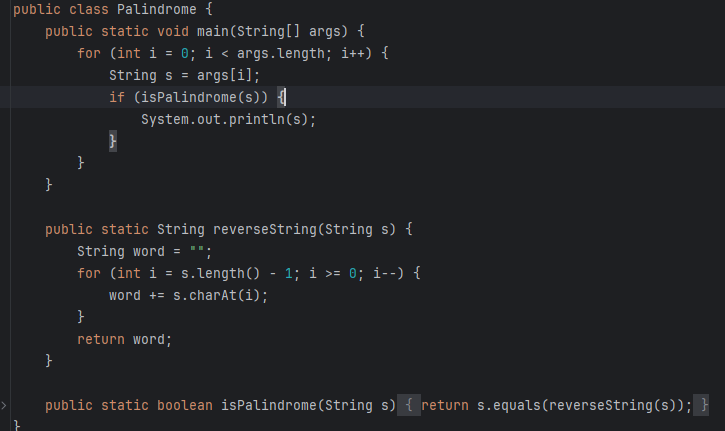 public class Palindrome {
    public static void main(String[] args) {
        for (int i = 0; i < args.length; i++) {
            String s = args[i];
            if (isPalindrome(s)) {
                System.out.println(s);
            }
        }
    }

    public static String reverseString(String s) {
        String word = "";
        for (int i = s.length() - 1; i >= 0; i--) {
            word += s.charAt(i);
        }
        return word;
    }

    public static boolean isPalindrome(String s) { return s.equals(reverseString(s)); }
}